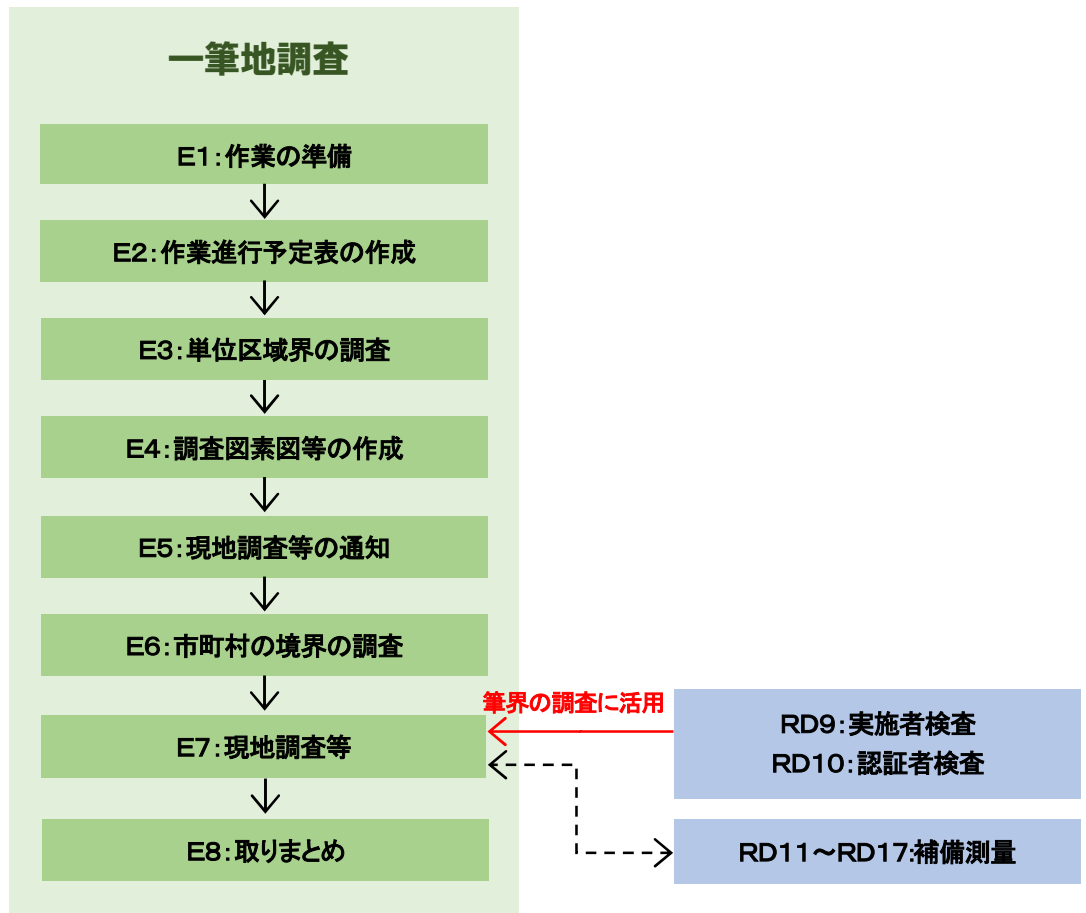 一筆地調査
E1：作業の準備
E2：作業進行予定表の作成
E3：単位区域界の調査
E4：調査図素図等の作成
E5：現地調査等の通知
E6：市町村の境界の調査
筆界の調査に活用
E7：現地調査等
RD9：実施者検査
RD10：認証者検査
E8：取りまとめ
RD11～RD17:補備測量